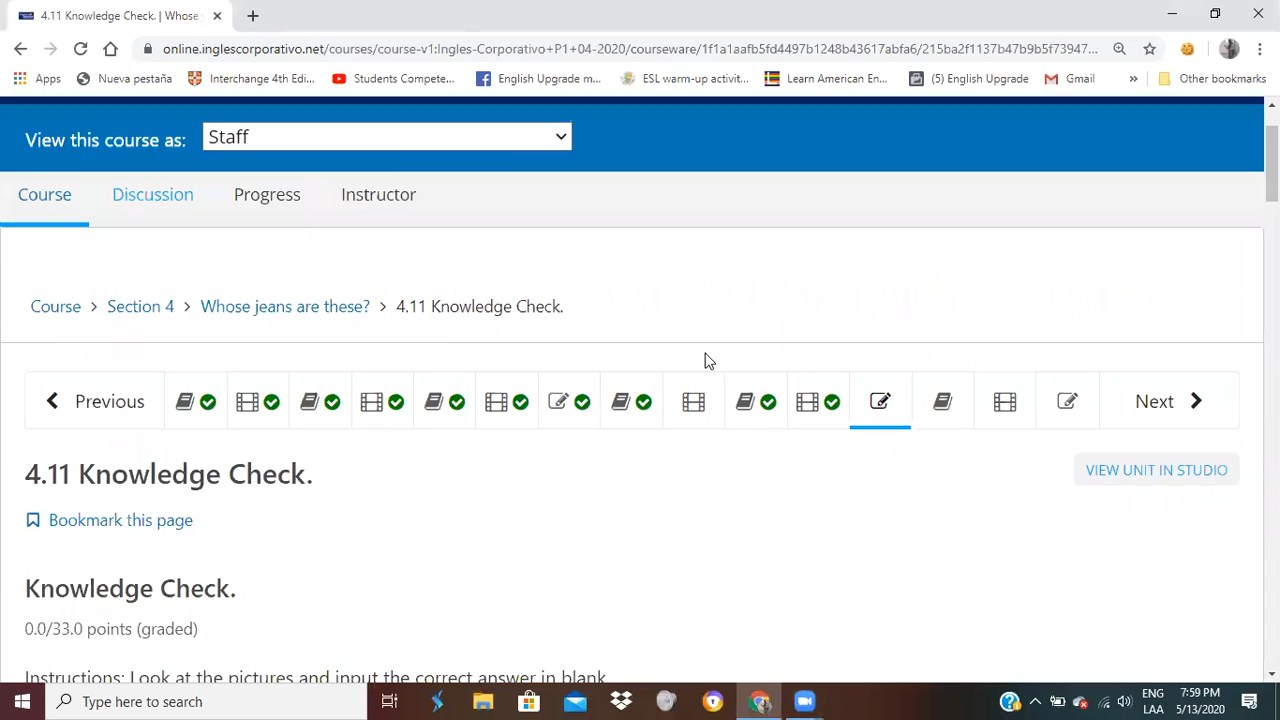 4.11 Knowledge Check. | Whose
online.inglescorporativo.net/courses/course-v1:Ingles-Corporativo+P1+04-2020/courseware/1f1a1aafb5fd4497b1248b43617abfa6/215ba2f1137b47b9b5f73947...
Apps Nueva pestaña Interchange 4th Edi... Students Compete... English Upgrade m... ESL warm-up activit... Learn American En... (5) English Upgrade Gmail » Other bookmarks
View this course as: Staff
Course Discussion Progress Instructor
Course > Section 4 > Whose jeans are these? > 4.11 Knowledge Check.
Previous Next
4.11 Knowledge Check.
VIEW UNIT IN STUDIO
Bookmark this page
Knowledge Check.
0.0/33.0 points (graded)
Instructions: Look at the pictures and input the correct answer in blank
Type here to search
ENG 7:59 PM
LAA 5/13/2020